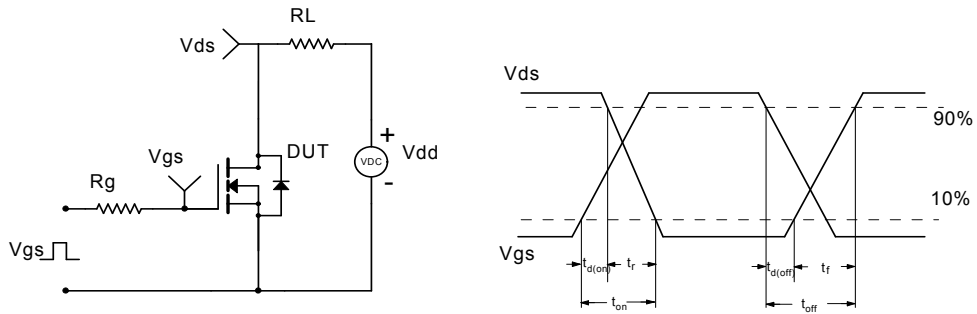 RL
Vds
Vgs
DUT
+
VDC
Vdd
-
Rg
Vgs
Vds
90%
10%
Vgs
td(on)
tr
ton
td(off)
tf
toff